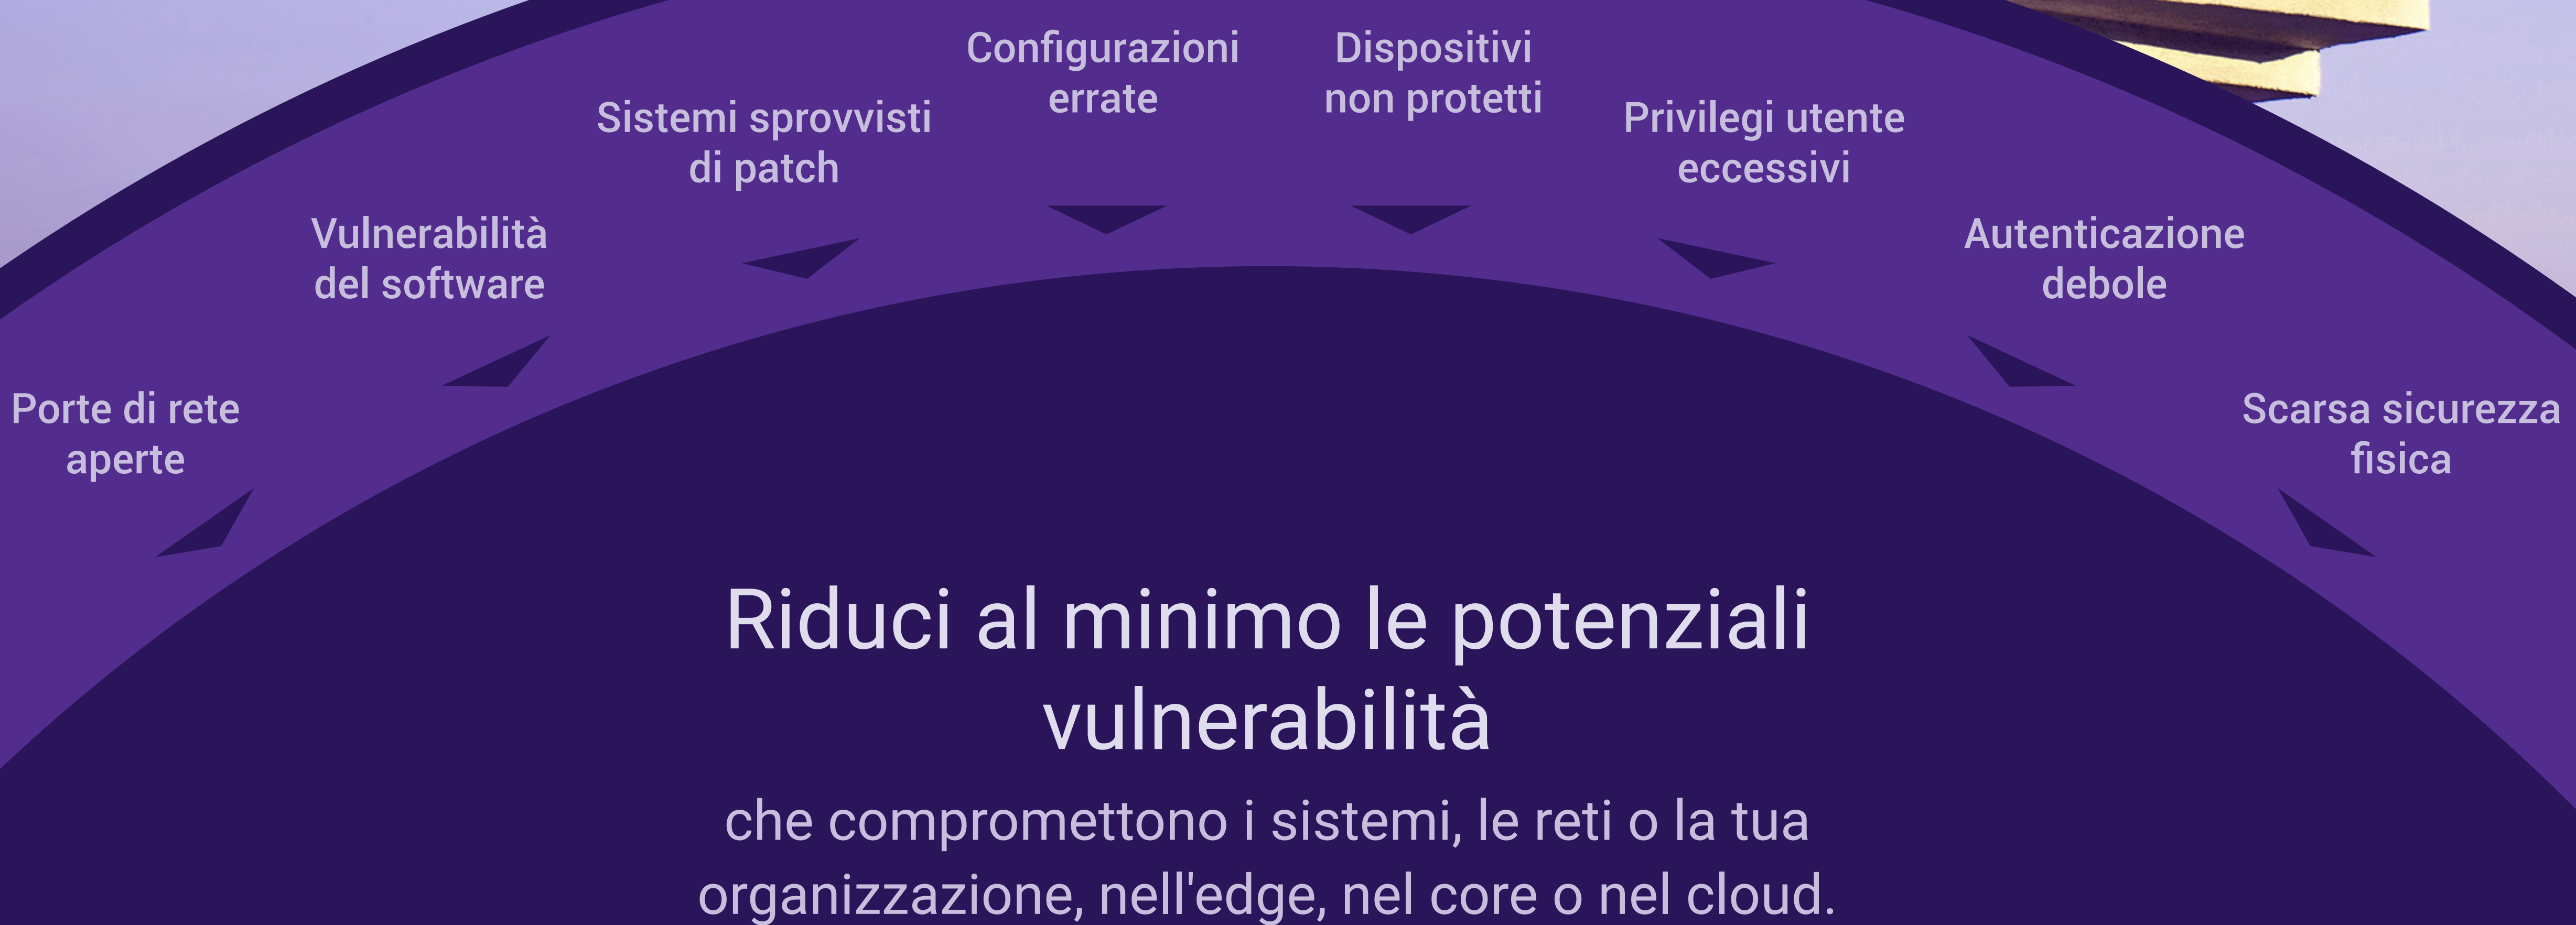 Porte di rete
aperte
Vulnerabilità
del software
Sistemi sprovvisti
di patch
Configurazioni
errate
Dispositivi
non protetti
Privilegi utente
eccessivi
Autenticazione
debole
Scarsa sicurezza
fisica
Riduci al minimo le potenziali
vulnerabilità
che compromettono i sistemi, le reti o la tua
organizzazione, nell'edge, nel core o nel cloud.